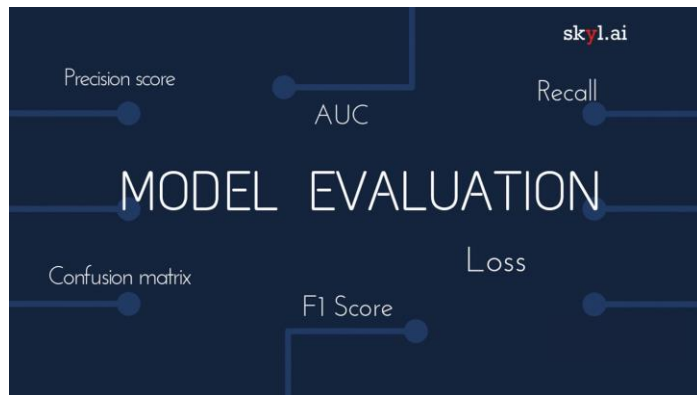 skyl.ai
Precision score
AUC
Recall
MODEL EVALUATION
Loss
Confusion matrix
F1 Score